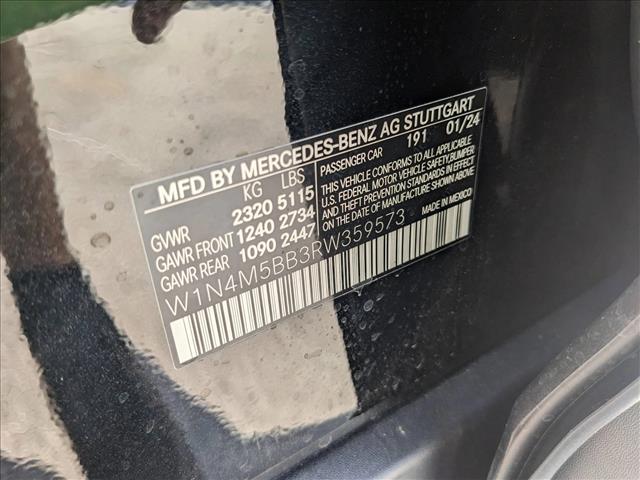 MFD BY MERCEDES-BENZ AG STUTTGART
KG LBS
GVWR 2320 5115
GAWR FRONT 1240 2734
GAWR REAR 1090 2447
PASSENGER CAR 191 01/24
THIS VEHICLE CONFORMS TO ALL APPLICABLE
U.S. FEDERAL MOTOR VEHICLE SAFETY, BUMPER,
AND THEFT PREVENTION STANDARDS IN EFFECT
ON THE DATE OF MANUFACTURE SHOWN ABOVE
MADE IN MEXICO
W1N4M5BB3RW359573